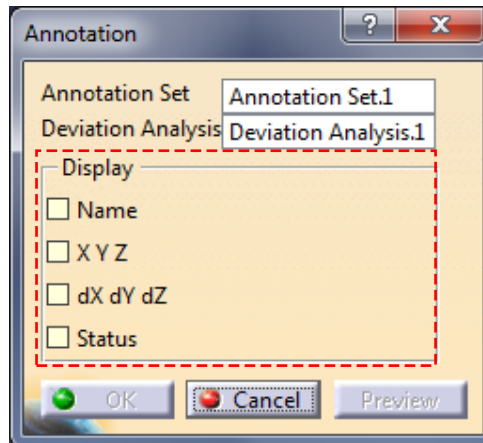 Annotation
?
X
Annotation Set Annotation Set.1
Deviation Analysis Deviation Analysis.1
Display
Name
X Y Z
dX dY dZ
Status
OK Cancel Preview